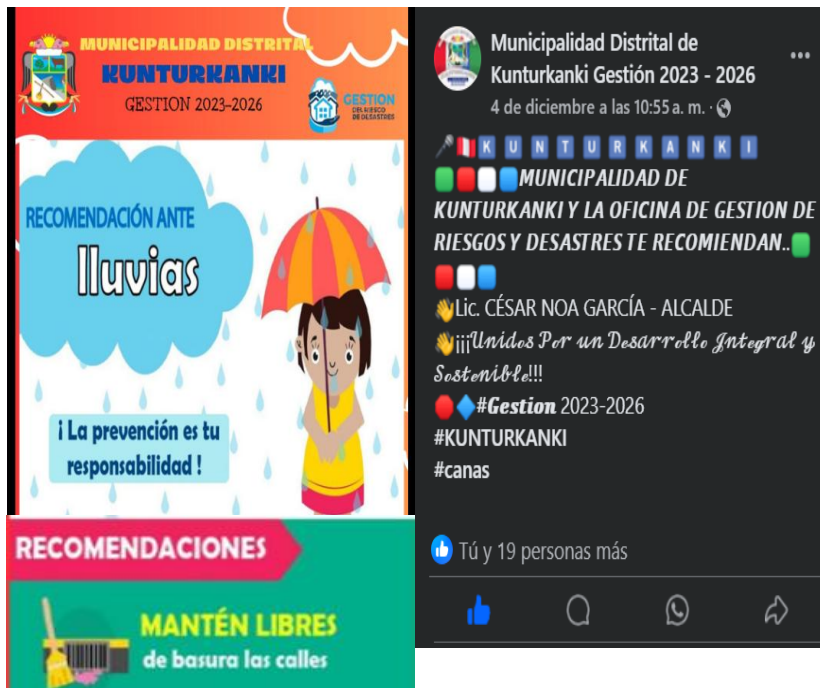 MUNICIPALIDAD DISTRITAL
KUNTURKANKI
GESTION 2023-2026
GESTION
DEL RIESGO
DE DESASTRES
RECOMENDACIÓN ANTE
lluvias
¡ La prevención es tu
responsabilidad !
RECOMENDACIONES
MANTÉN LIBRES
de basura las calles
Municipalidad Distrital de
Kunturkanki Gestión 2023 - 2026
4 de diciembre a las 10:55 a. m. ·
K U N T U R K A N K I
MUNICIPALIDAD DE
KUNTURKANKI Y LA OFICINA DE GESTION DE
RIESGOS Y DESASTRES TE RECOMIENDAN..
Lic. CÉSAR NOA GARCÍA - ALCALDE
¡¡¡Unidos Por un Desarrollo Integral y
Sostenible!!!
#Gestion 2023-2026
#KUNTURKANKI
#canas
Tú y 19 personas más